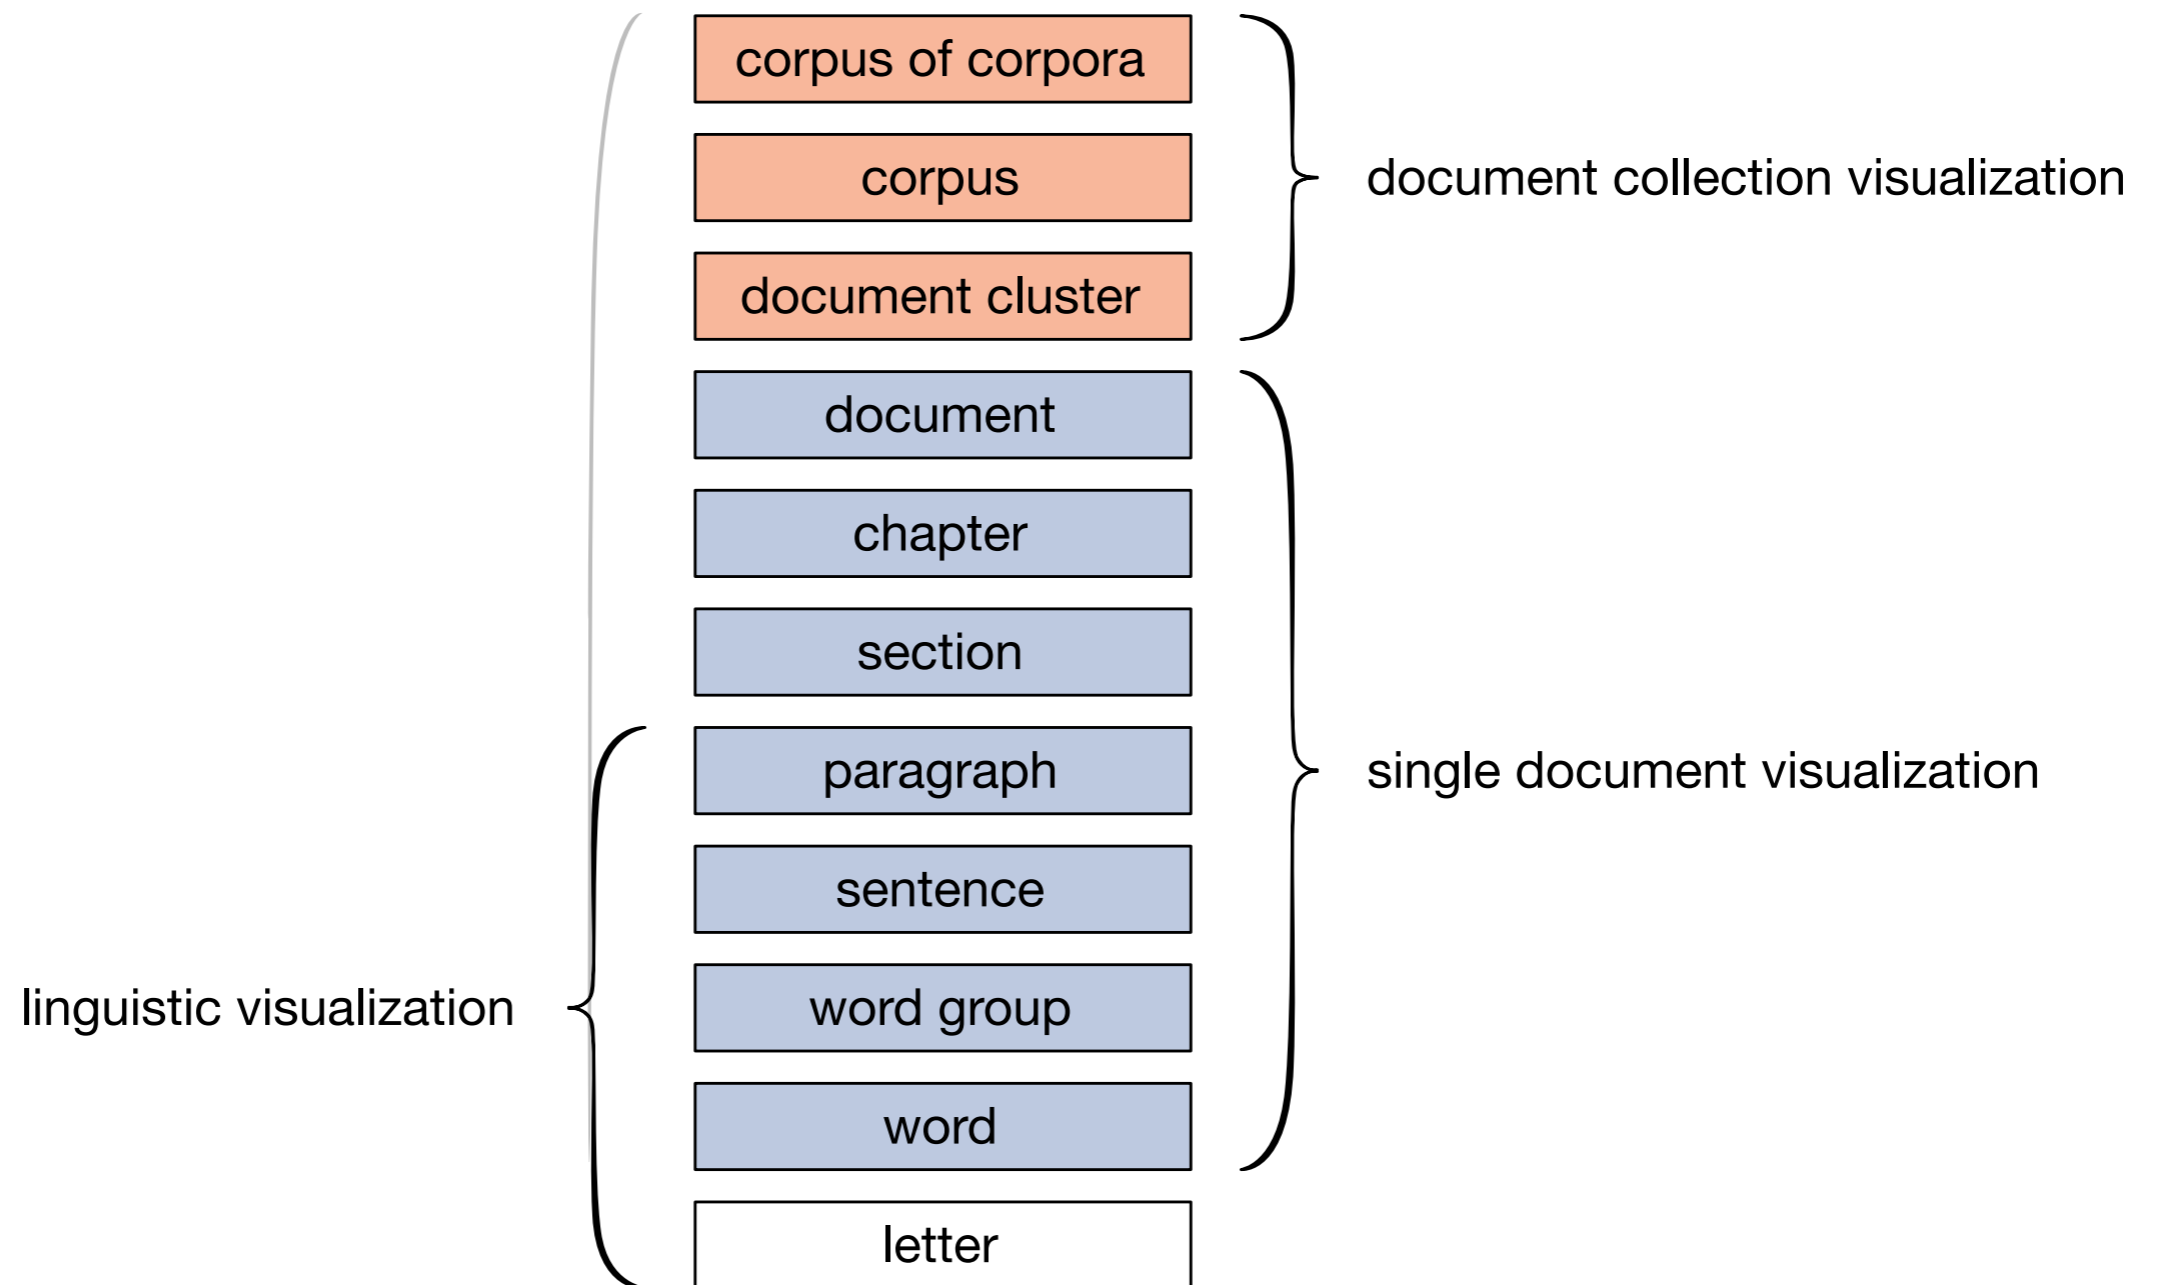 corpus of corpora
corpus
document collection visualization
document cluster
document
chapter
section
paragraph
single document visualization
sentence
word group
linguistic visualization
word
letter